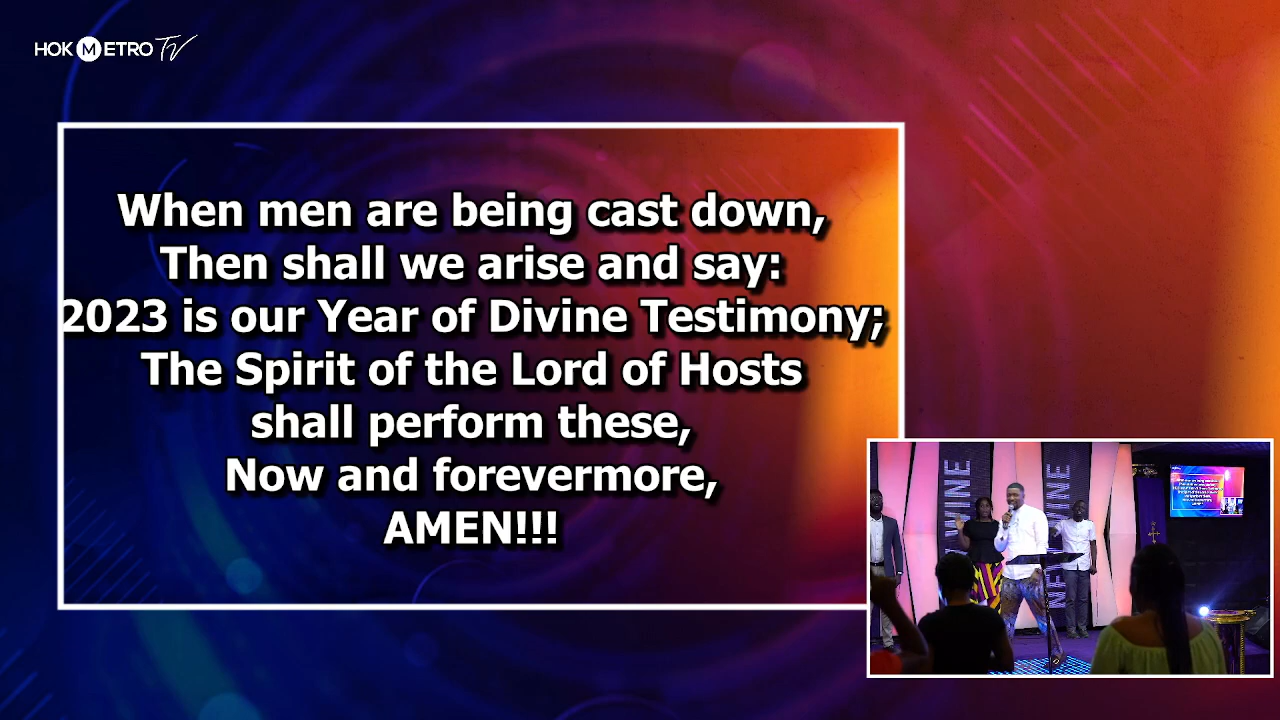 HOK METRO TV
When men are being cast down,
Then shall we arise and say:
2023 is our Year of Divine Testimony;
The Spirit of the Lord of Hosts
shall perform these,
Now and forevermore,
AMEN!!!
WINE
NEW WINE